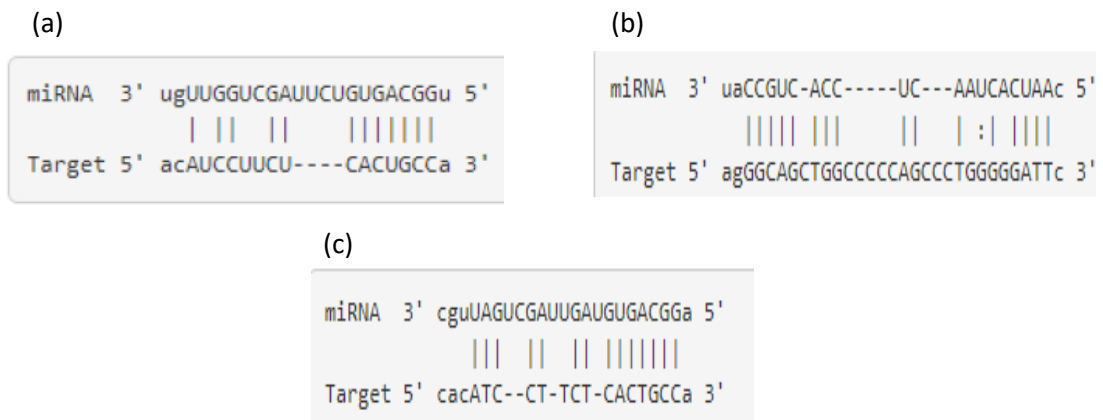 (a)
miRNA 3' ugUUGGUCGAUUCUGUGACGGu 5'
| || || |||||||
Target 5' acAUCCUUCU----CACUGCCa 3'
(b)
miRNA 3' uaCCGUC-ACC-----UC---AAUCACUAAc 5'
||||| ||| || | :| ||||
Target 5' agGGCAGCTGGCCCCCAGCCCTGGGGGATTc 3'
(c)
miRNA 3' cguUAGUCGAUUGAUGUGACGGa 5'
||| || || |||||||
Target 5' cacATC--CT-TCT-CACTGCCa 3'